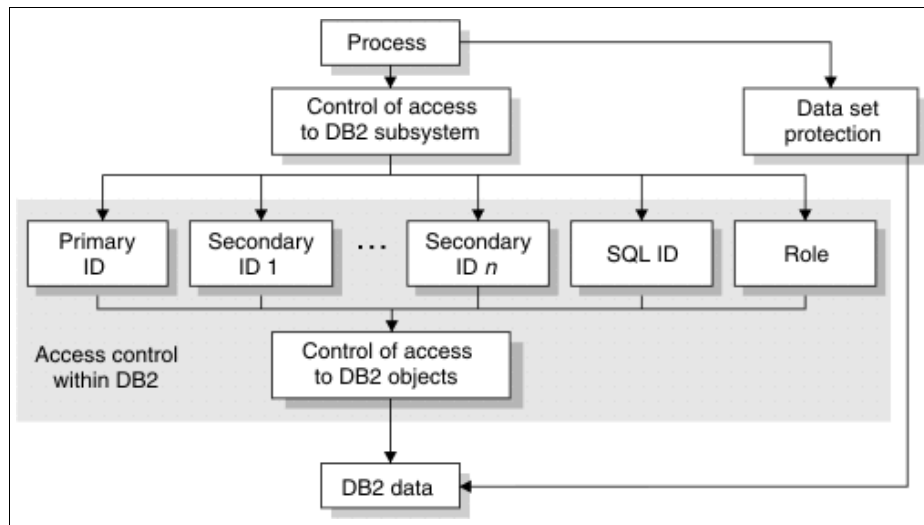 Process
Control of access
to DB2 subsystem
Data set
protection
Primary
ID
Secondary
ID 1
...
Secondary
ID n
SQL ID
Role
Access control
within DB2
Control of access
to DB2 objects
DB2 data